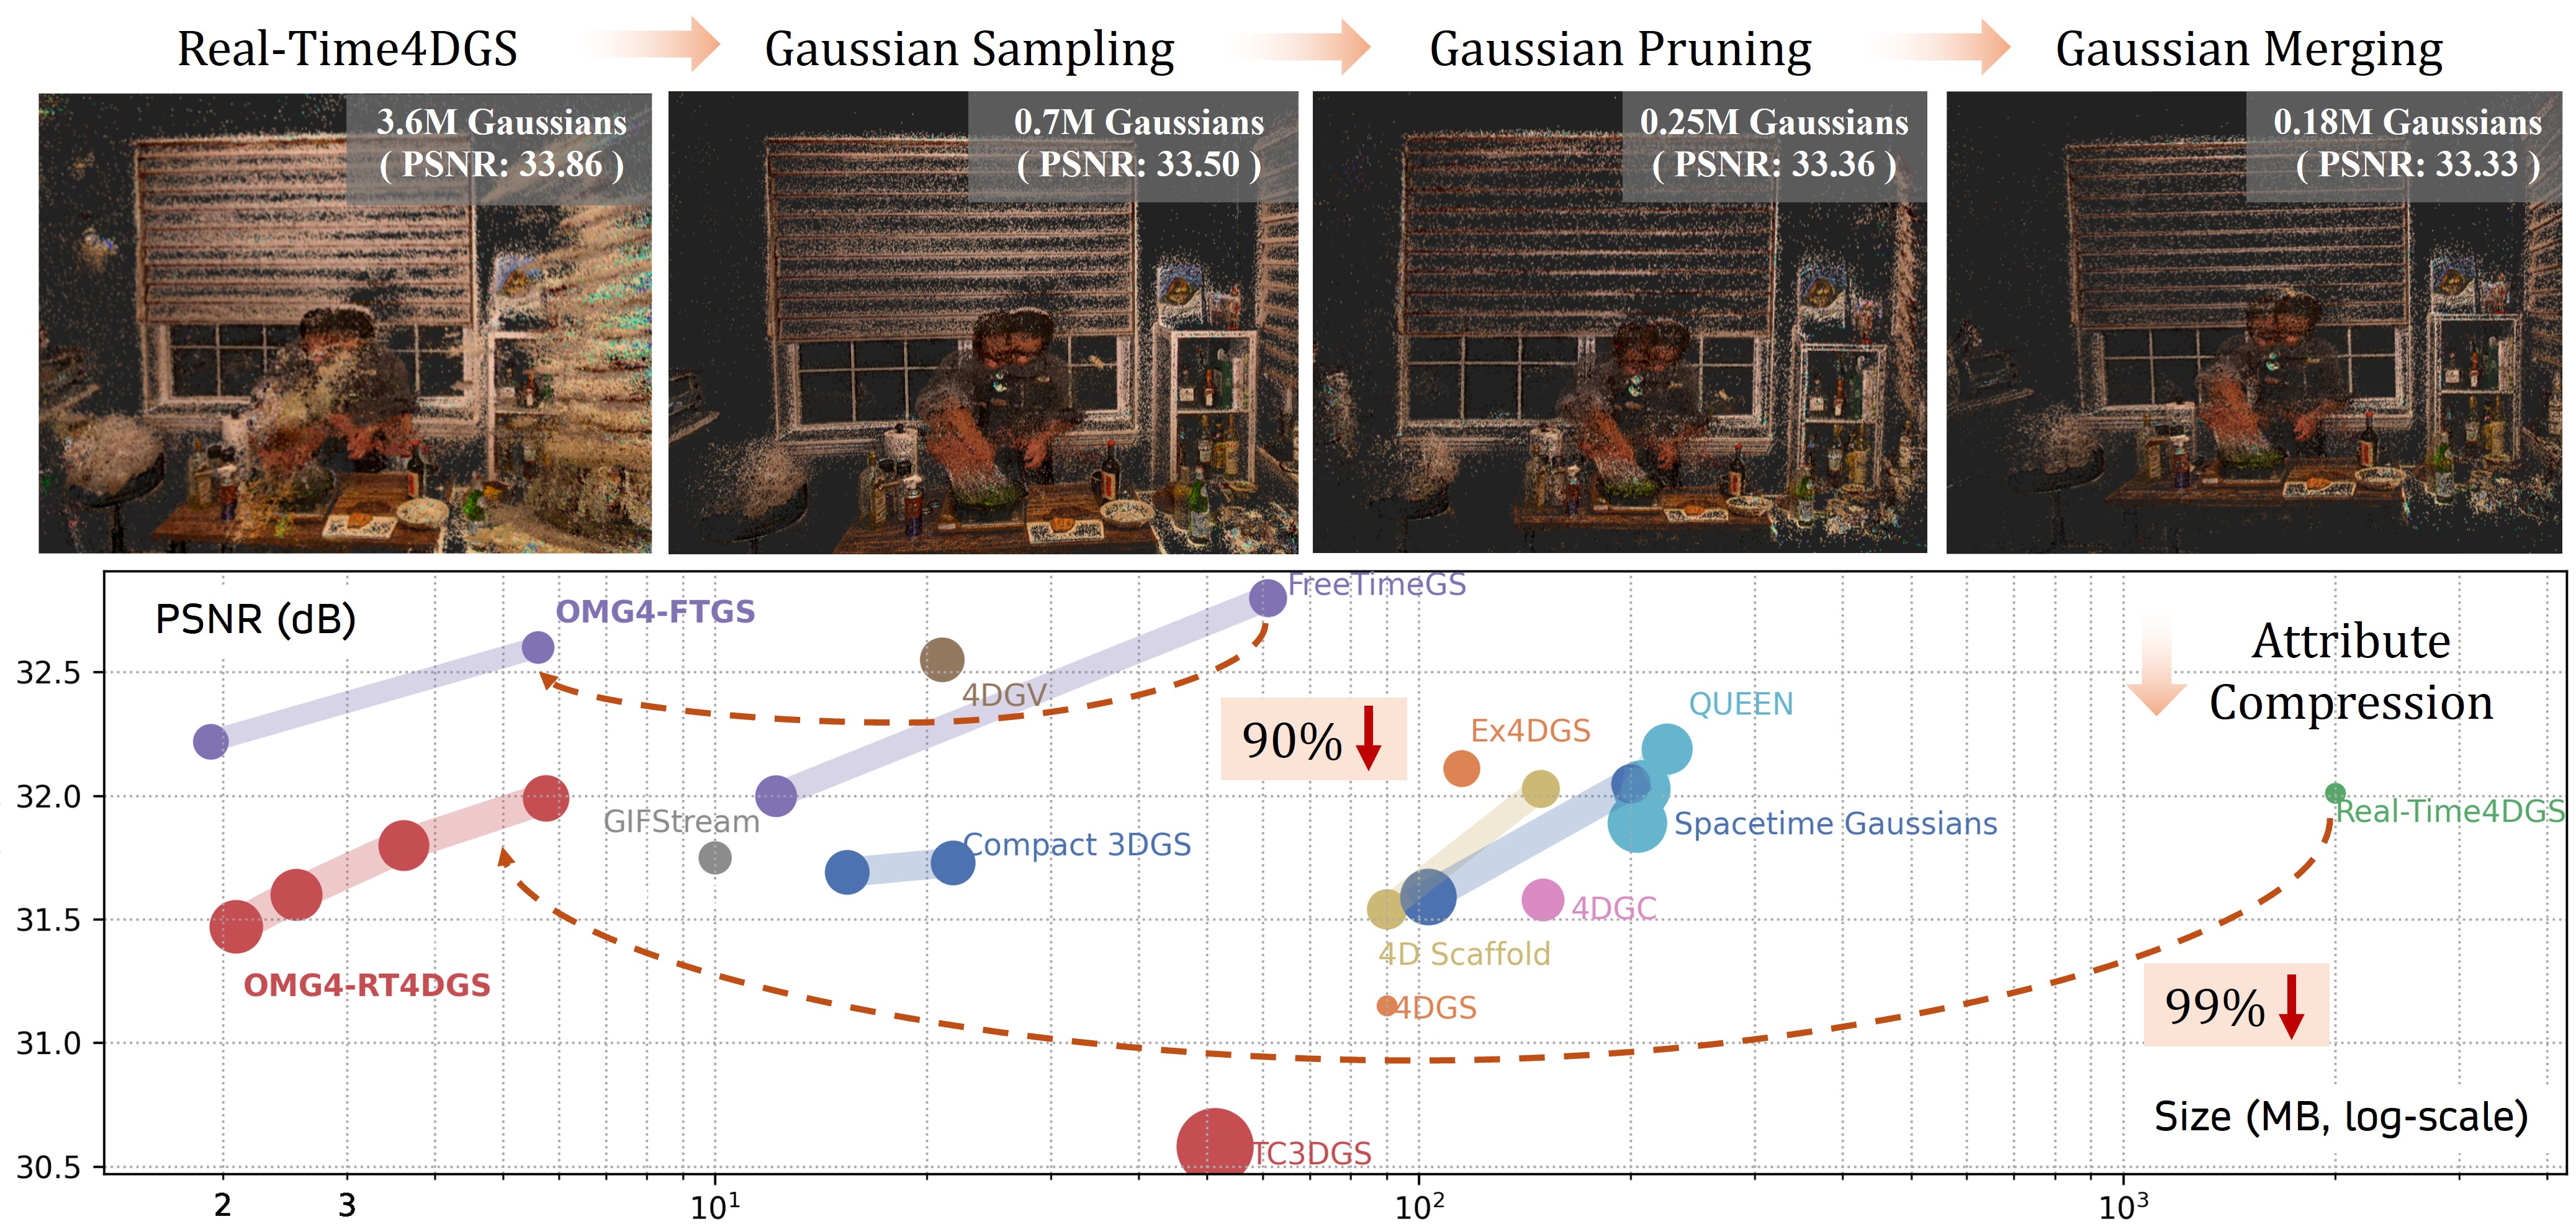 Real-Time4DGS
Gaussian Sampling
Gaussian Pruning
Gaussian Merging
3.6M Gaussians
( PSNR: 33.86 )
0.7M Gaussians
( PSNR: 33.50 )
0.25M Gaussians
( PSNR: 33.36 )
0.18M Gaussians
( PSNR: 33.33 )
PSNR (dB)
OMG4-FTGS
FreeTimeGS
Attribute
Compression
32.5
4DGV
90%
QUEEN
Ex4DGS
32.0
GIFStream
Compact 3DGS
Spacetime Gaussians
Real-Time4DGS
31.5
4DGC
4D Scaffold
OMG4-RT4DGS
4DGS
99%
31.0
Size (MB, log-scale)
TC3DGS
30.5
2
3
10¹
10²
10³